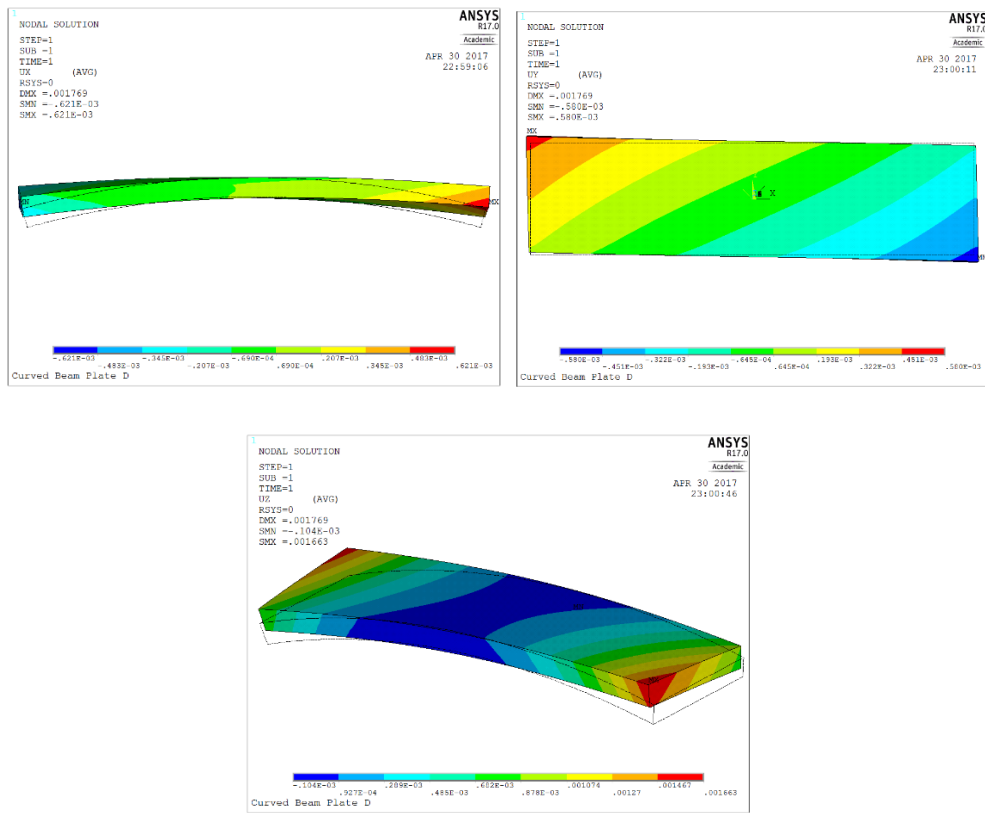 1
NODAL SOLUTION
STEP=1
SUB =1
TIME=1
UX (AVG)
RSYS=0
DMX =.001769
SMN =-.621E-03
SMX =.621E-03
ANSYS
R17.0
Academic
APR 30 2017
22:59:06
MX
-.621E-03 -.345E-03 -.690E-04 .207E-03 .483E-03
-.483E-03 -.207E-03 .690E-04 .345E-03 .621E-03
Curved Beam Plate D
1
NODAL SOLUTION
STEP=1
SUB =1
TIME=1
UY (AVG)
RSYS=0
DMX =.001769
SMN =-.580E-03
SMX =.580E-03
ANSYS
R17.0
Academic
APR 30 2017
23:00:11
MX
X
-.580E-03 -.322E-03 -.645E-04 .193E-03 .451E-03
-.451E-03 -.193E-03 .645E-04 .322E-03 .580E-03
Curved Beam Plate D
1
NODAL SOLUTION
STEP=1
SUB =1
TIME=1
UZ (AVG)
RSYS=0
DMX =.001769
SMN =-.104E-03
SMX =.001663
ANSYS
R17.0
Academic
APR 30 2017
23:00:46
-.104E-03 .289E-03 .682E-03 .001074 .001467
.927E-04 .485E-03 .878E-03 .00127 .001663
Curved Beam Plate D